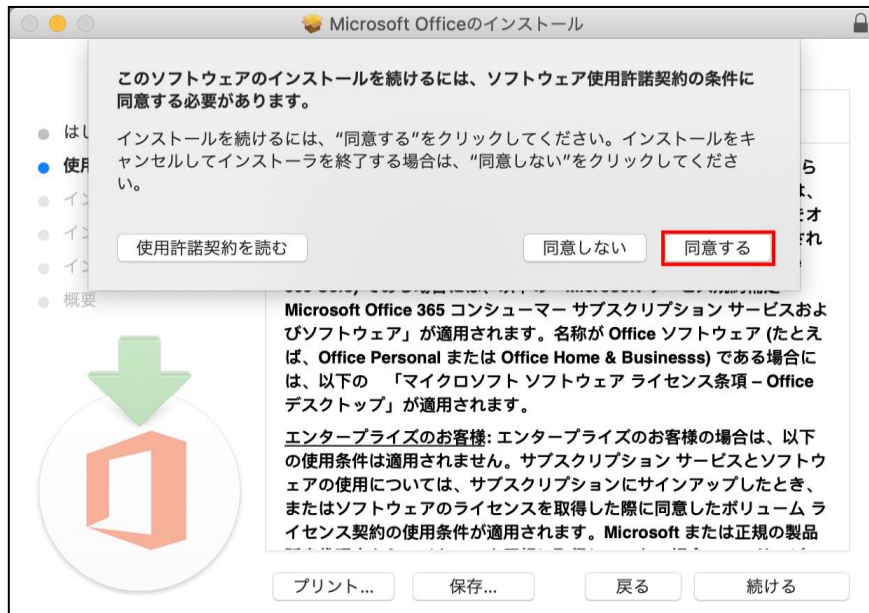 Microsoft Officeのインストール
このソフトウェアのインストールを続けるには、ソフトウェア使用許諾契約の条件に
同意する必要があります。
インストールを続けるには、“同意する”をクリックしてください。インストールをキ
ャンセルしてインストーラを終了する場合は、“同意しない”をクリックしてくださ
い。
使用許諾契約を読む
同意しない
同意する
は
使
イン
イン
イン
概要
ら
は、
オ
れ
Microsoft Office 365 コンシューマー サブスクリプション サービスおよ
びソフトウェア」が適用されます。名称が Office ソフトウェア (たとえ
ば、Office Personal または Office Home & Businesss) である場合に
は、以下の 「マイクロソフト ソフトウェア ライセンス条項 – Office
デスクトップ」が適用されます。
エンタープライズのお客様: エンタープライズのお客様の場合は、以下
の使用条件は適用されません。サブスクリプション サービスとソフトウ
ェアの使用については、サブスクリプションにサインアップしたとき、
またはソフトウェアのライセンスを取得した際に同意したボリューム ラ
イセンス契約の使用条件が適用されます。Microsoft または正規の製品
プリント...
保存...
戻る
続ける